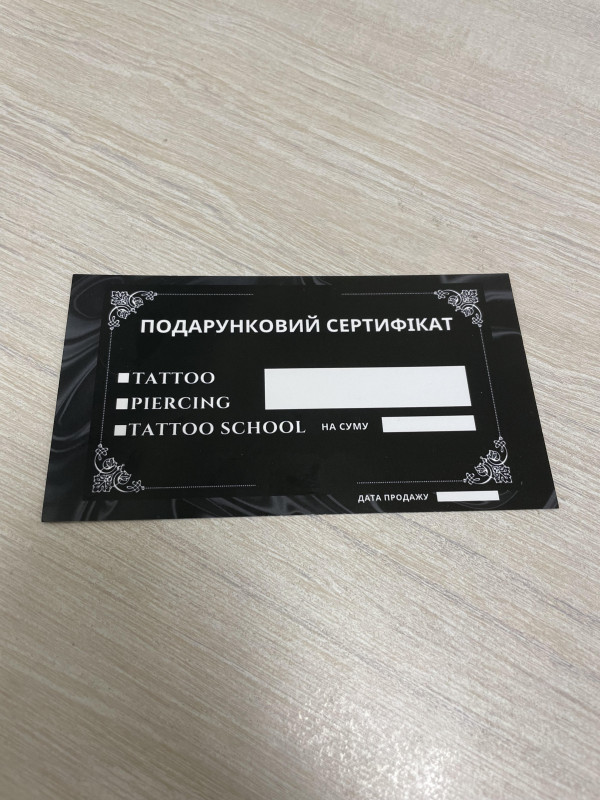 ПОДАРУНКОВИЙ СЕРТИФІКАТ
TATTOO
PIERCING
TATTOO SCHOOL
НА СУМУ
ДАТА ПРОДАЖУ